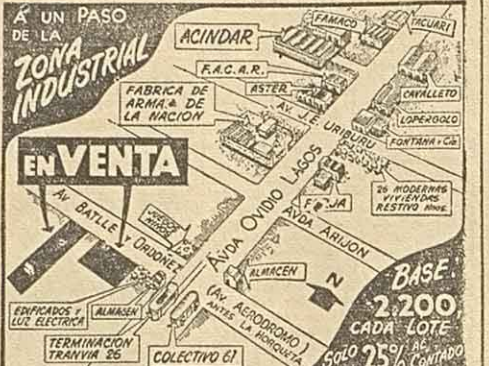 A UN PASO
DE LA
ZONA
INDUSTRIAL
ACINDAR
FAMACO
YACUARI
F.A.C.A.R.
ASTER
FABRICA DE
ARMAS DE
LA NACION
AV. J.E. URIBURU
CAVALLETO
LOPERGOLO
FONTANA y Cía
EN VENTA
AVDA OVIDIO LAGOS
26 MODERNAS
VIVIENDAS
RESTIVO Hnos.
AVDA ARIJON
AV BATLLE Y ORDOÑEZ
ALMACEN
N
(AV. AERODROMO)
ANTES LA HORQUETA
BASE:
2.200
CADA LOTE
SOLO 25% AL
CONTADO
EDIFICADOS Y
LUZ ELECTRICA
ALMACEN
TERMINACION
TRANVIA 26
COLECTIVO 61